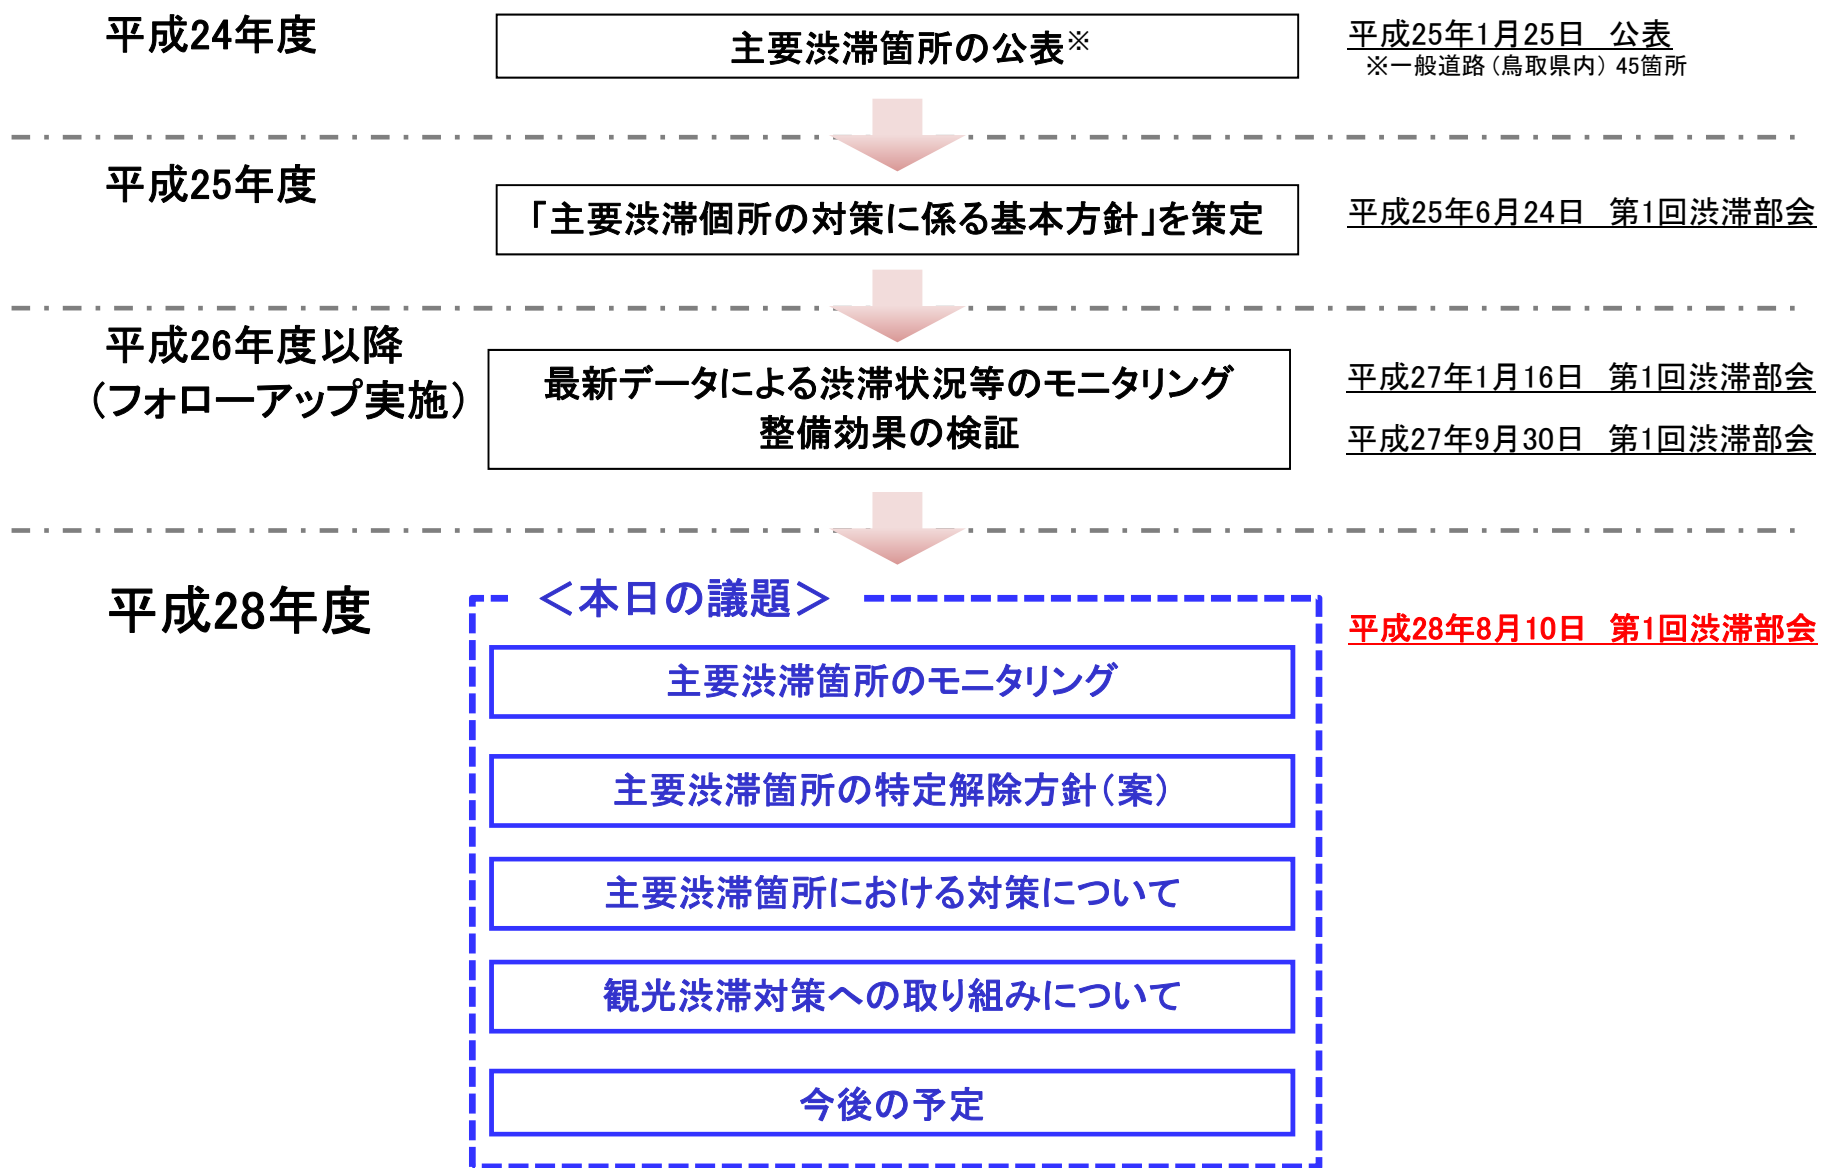 平成24年度
主要渋滞箇所の公表※
平成25年1月25日　公表
※一般道路（鳥取県内）45箇所
平成25年度
「主要渋滞個所の対策に係る基本方針」を策定
平成25年6月24日　第1回渋滞部会
平成26年度以降
（フォローアップ実施）
最新データによる渋滞状況等のモニタリング
整備効果の検証
平成27年1月16日　第1回渋滞部会
平成27年9月30日　第1回渋滞部会
平成28年度
＜本日の議題＞
平成28年8月10日　第1回渋滞部会
主要渋滞箇所のモニタリング
主要渋滞箇所の特定解除方針（案）
主要渋滞箇所における対策について
観光渋滞対策への取り組みについて
今後の予定